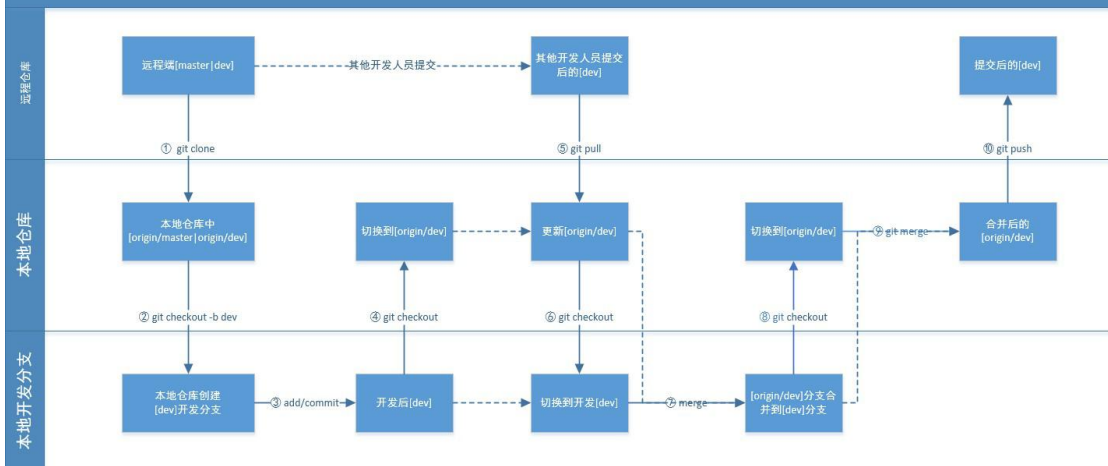 远程仓库
远程端[master|dev]
其他开发人员提交
其他开发人员提交
后的[dev]
提交后的[dev]
① git clone
⑤ git pull
⑩ git push
本地仓库
本地仓库中
[origin/master|origin/dev]
切换到[origin/dev]
更新[origin/dev]
切换到[origin/dev]
⑨ git merge
合并后的
[origin/dev]
② git checkout -b dev
④ git checkout
⑥ git checkout
⑧ git checkout
本地开发分支
本地仓库创建
[dev]开发分支
③ add/commit
开发后[dev]
切换到开发[dev]
⑦ merge
[origin/dev]分支合
并到[dev]分支